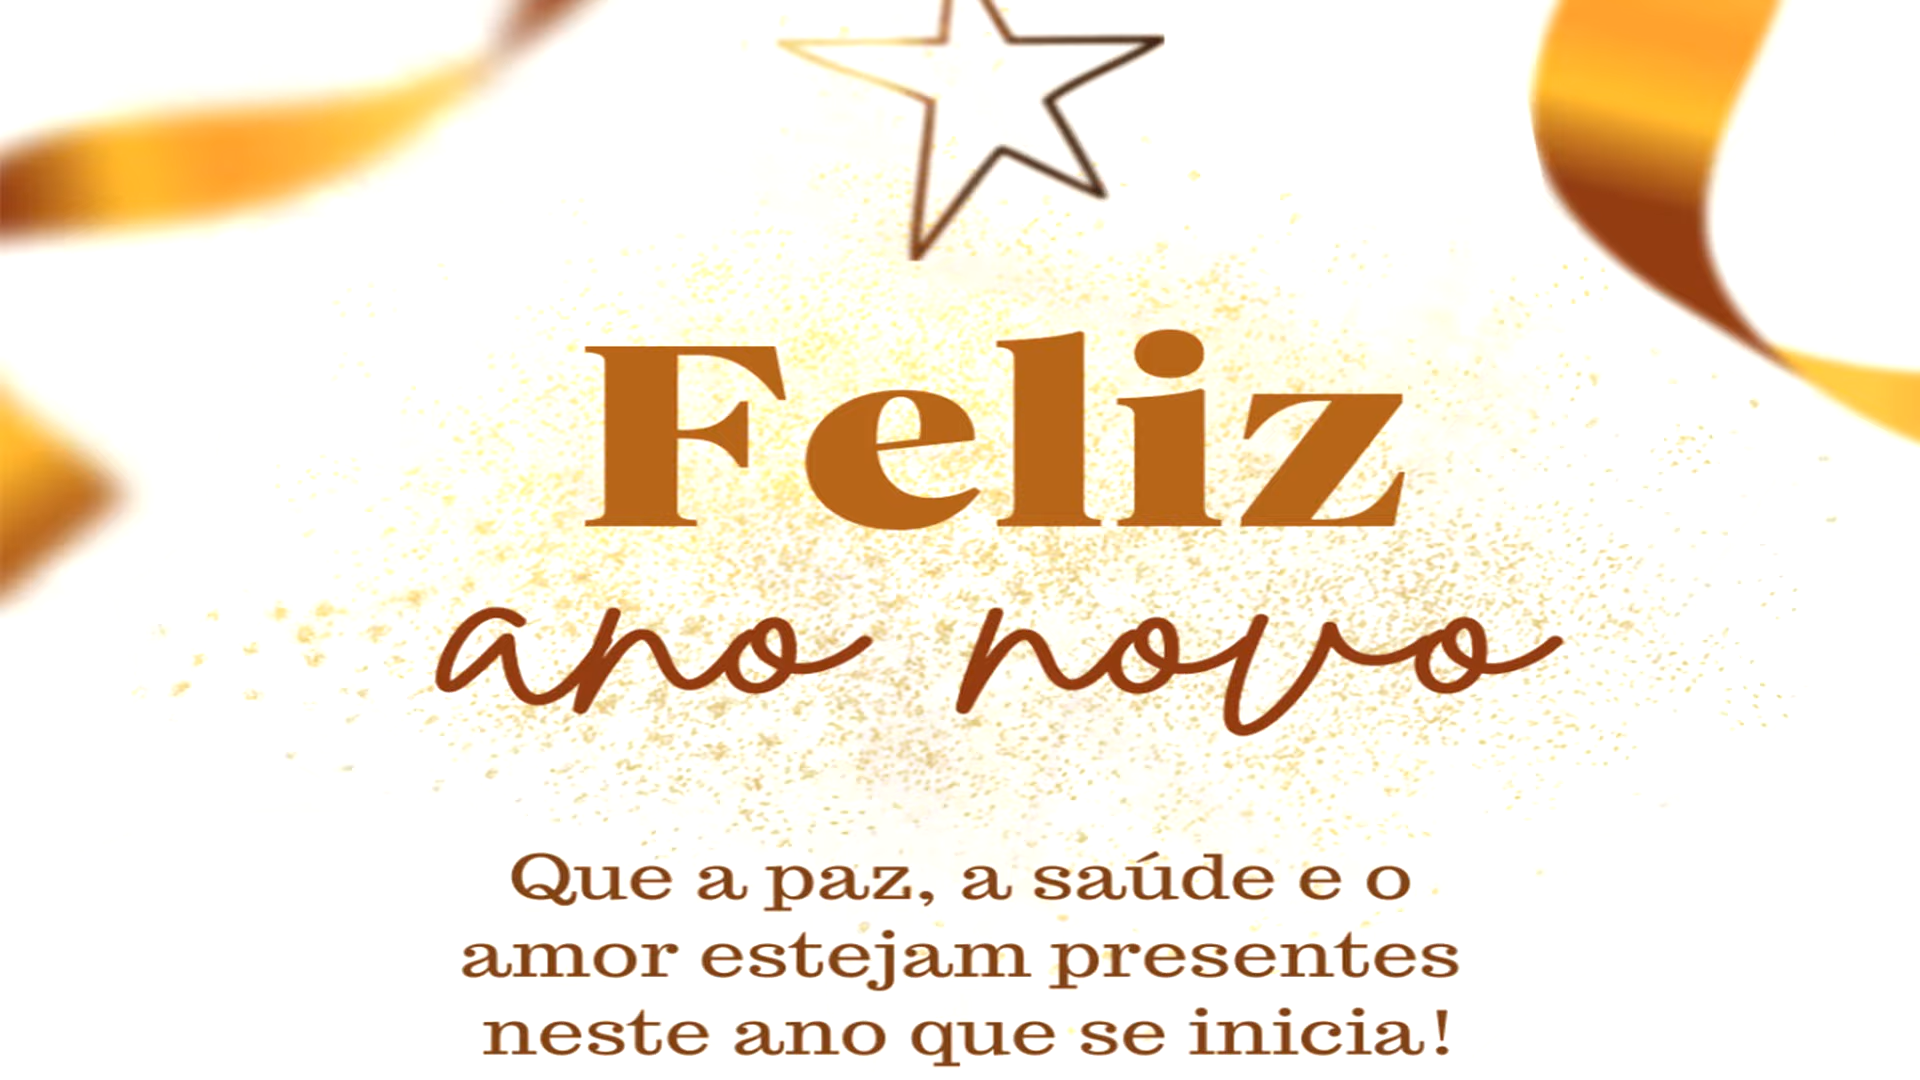 Feliz
ano novo
Que a paz, a saúde e o
amor estejam presentes
neste ano que se inicia!